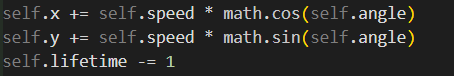 self.x += self.speed * math.cos(self.angle)
self.y += self.speed * math.sin(self.angle)
self.lifetime -= 1